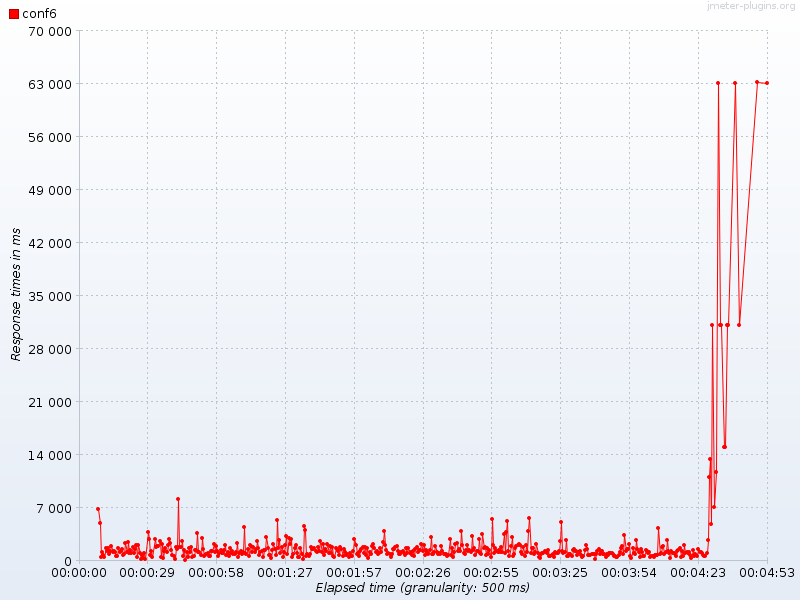 jmeter-plugins.org
conf6
70 000
63 000
56 000
49 000
42 000
35 000
28 000
21 000
14 000
7 000
0
Response times in ms
00:00:00 00:00:29 00:00:58 00:01:27 00:01:57 00:02:26 00:02:55 00:03:25 00:03:54 00:04:23 00:04:53
Elapsed time (granularity: 500 ms)